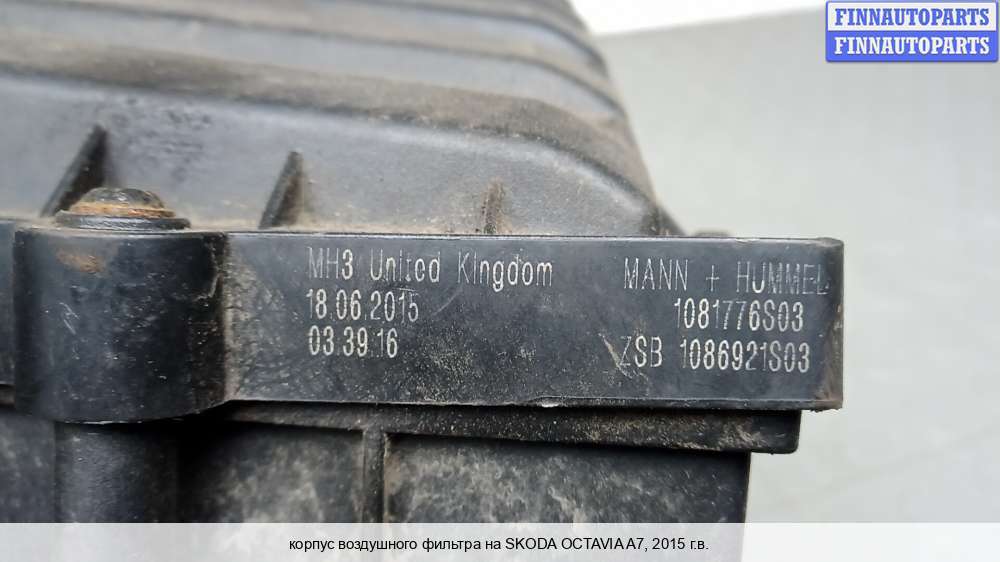 FINNAUTOPARTS
FINNAUTOPARTS
MH3 United Kingdom
18.06.2015
03.39.16
MANN + HUMMEL
1081776S03
ZSB 1086921S03
корпус воздушного фильтра на SKODA OCTAVIA A7, 2015 г.в.